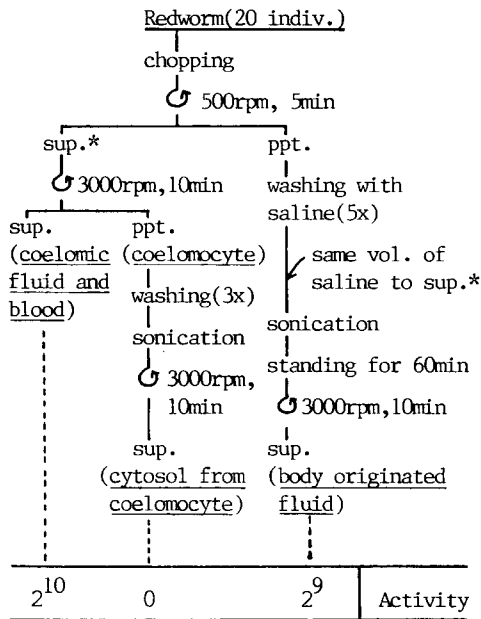 Redworm(20 indiv.)
chopping
500rpm, 5min
sup.*
ppt.
3000rpm,10min
washing with
saline(5x)
sup.
(coelomic
fluid and
blood)
ppt.
(coelomocyte)
washing(3x)
sonication
3000rpm,
10min
sup.
(cytosol from
coelomocyte)
same vol. of
saline to sup.*
sonication
standing for 60min
3000rpm,10min
sup.
(body originated
fluid)
2^10 0 2^9 Activity